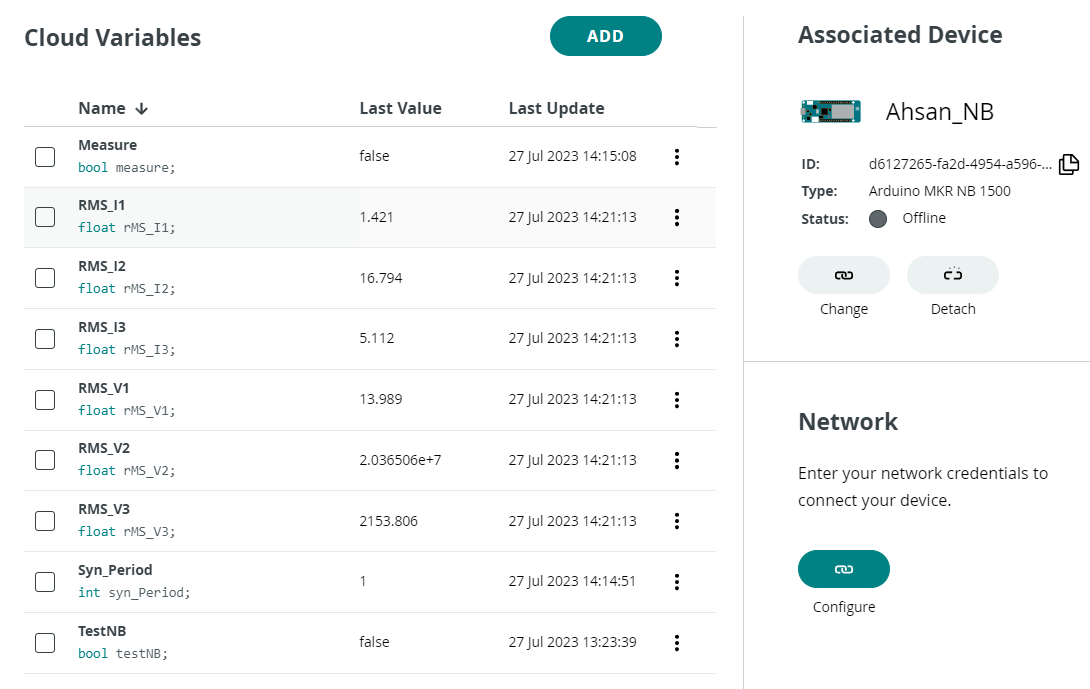 Cloud Variables
ADD
Name ↓ Last Value Last Update
Measure
bool measure;
false 27 Jul 2023 14:15:08
RMS_I1
float rMS_I1;
1.421 27 Jul 2023 14:21:13
RMS_I2
float rMS_I2;
16.794 27 Jul 2023 14:21:13
RMS_I3
float rMS_I3;
5.112 27 Jul 2023 14:21:13
RMS_V1
float rMS_V1;
13.989 27 Jul 2023 14:21:13
RMS_V2
float rMS_V2;
2.036506e+7 27 Jul 2023 14:21:13
RMS_V3
float rMS_V3;
2153.806 27 Jul 2023 14:21:13
Syn_Period
int syn_Period;
1 27 Jul 2023 14:14:51
TestNB
bool testNB;
false 27 Jul 2023 13:23:39
Associated Device
Ahsan_NB
ID: d6127265-fa2d-4954-a596-...
Type: Arduino MKR NB 1500
Status: Offline
Change Detach
Network
Enter your network credentials to
connect your device.
Configure